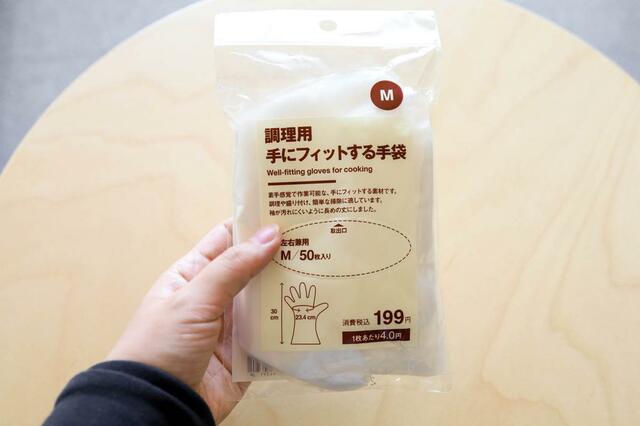 M
調理用
手にフィットする手袋
Well-fitting gloves for cooking
素手感覚で作業可能な、手にフィットする素材です。
調理や盛り付け、簡単な掃除に適しています。
袖が汚れにくいように長めの丈にしました。
取出口
左右兼用
M/50枚入り
30
cm
23.4 cm
消費税込 199円
1枚あたり4.0円